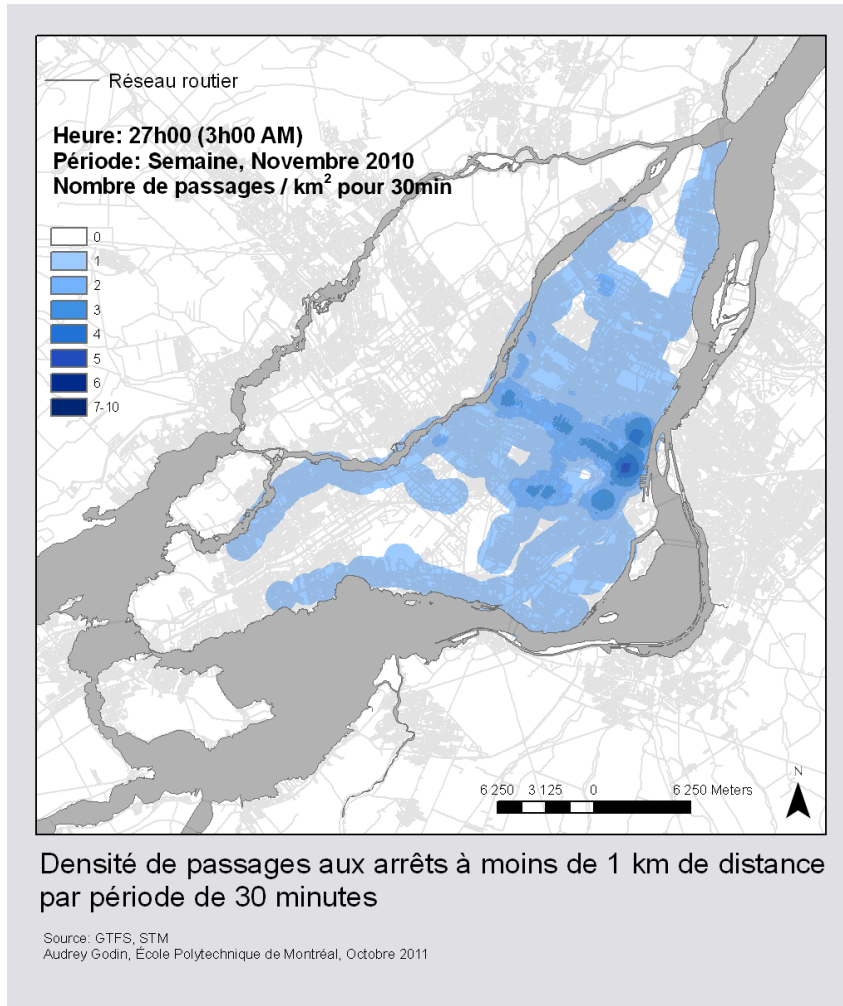 Réseau routier
Heure: 27h00 (3h00 AM)
Période: Semaine, Novembre 2010
Nombre de passages / km² pour 30min
0
1
2
3
4
5
6
7-10
6 250 3 125 0 6 250 Meters
N
Densité de passages aux arrêts à moins de 1 km de distance
par période de 30 minutes
Source: GTFS, STM
Audrey Godin, École Polytechnique de Montréal, Octobre 2011